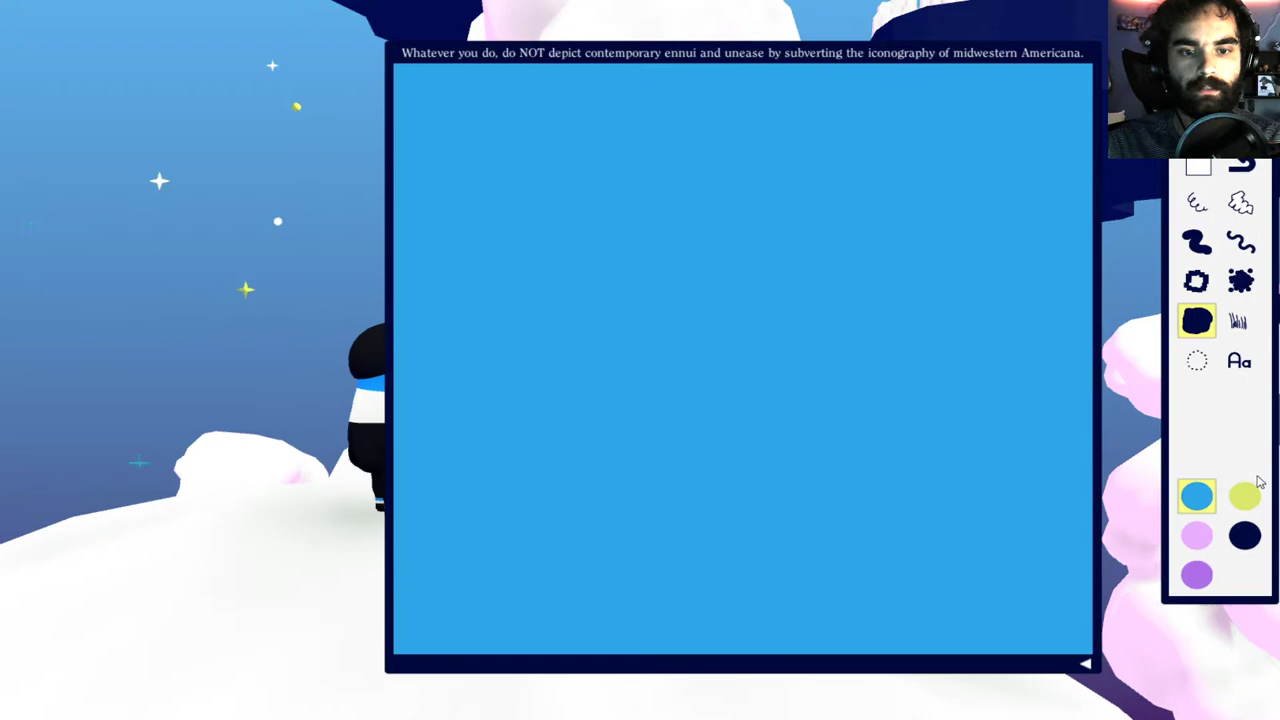 Whatever you do, do NOT depict contemporary ennui and unease by subverting the iconography of midwestern Americana.
Aa